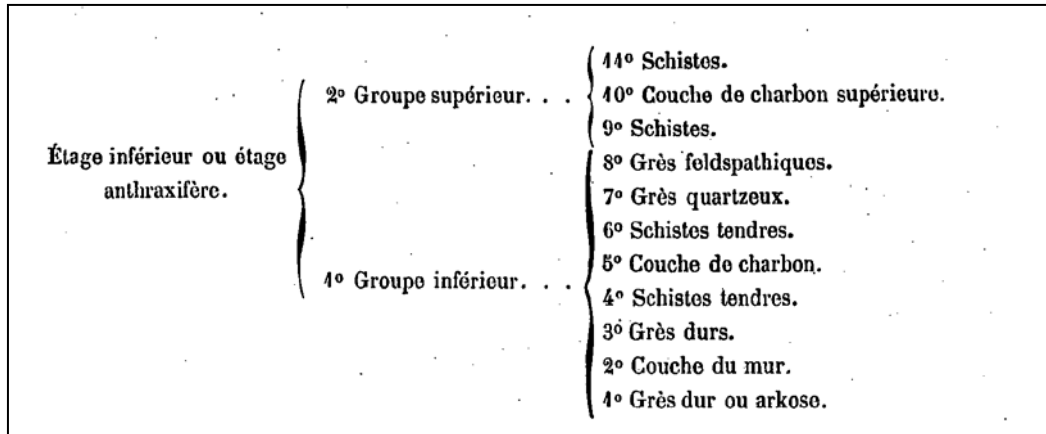 Étage inférieur ou étage
anthraxifère.
2º Groupe supérieur. . .
11º Schistes.
10º Couche de charbon supérieure.
9º Schistes.
1º Groupe inférieur. . .
8º Grès feldspathiques.
7º Grès quartzeux.
6º Schistes tendres.
5º Couche de charbon.
4º Schistes tendres.
3º Grès durs.
2º Couche du mur.
1º Grès dur ou arkose.